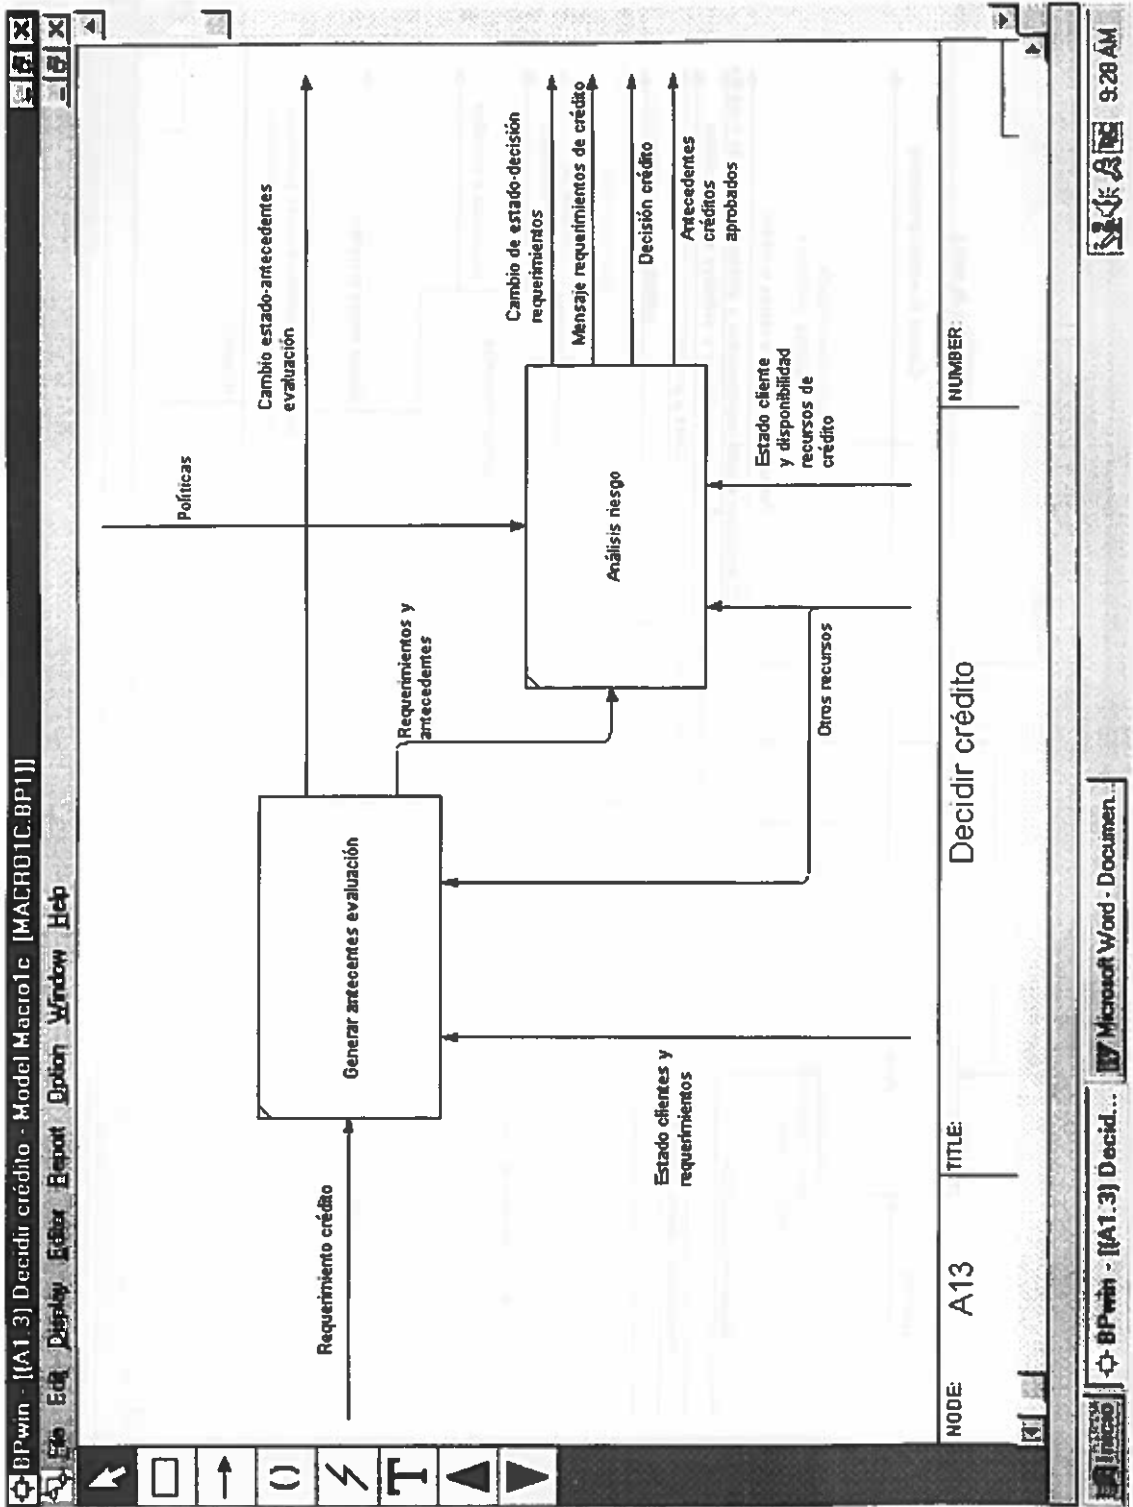 BPwin - [(A1.3) Decidir crédito - Model Macro1c [MACRO1C.BP1]]
File Edit Display Editor Report Option Window Help
Cambio estado-antecedentes
evaluación
Políticas
Cambio de estado-decisión
requerimientos
Mensaje requerimientos de crédito
Decisión crédito
Antecedentes
créditos
aprobados
Requerimiento crédito
Generar antecentes evaluación
Requerimientos y
antecedentes
Análisis riesgo
Estado cliente
y disponibilidad
recursos de
crédito
Estado clientes y
requerimientos
Otros recursos
NODE: A13
TITLE: Decidir crédito
NUMBER:
Inicio
BPwin - [(A1.3) Decid...
Microsoft Word - Documen...
9:28 AM